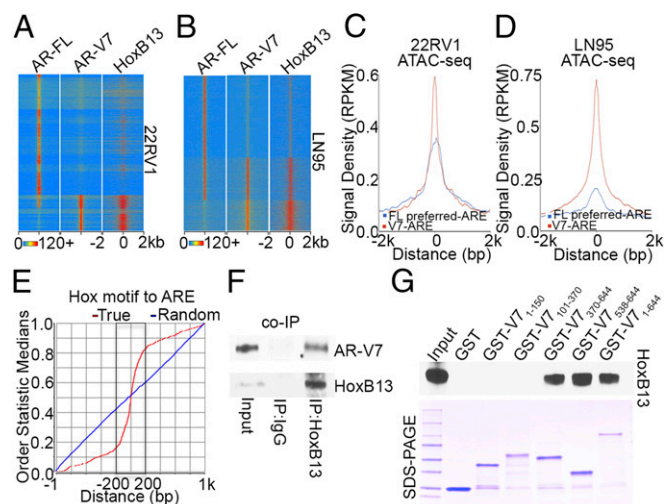 A
AR-FL
AR-V7
HoxB13
22RV1
0 120+ -2 0 2kb
B
AR-FL
AR-V7
HoxB13
LN95
0 120+ -2 0 2kb
C
22RV1
ATAC-seq
Signal Density (RPKM)
0.6
0.4
0.2
0.0
FL preferred-ARE
V7-ARE
-2k 0 2k
Distance (bp)
D
LN95
ATAC-seq
Signal Density (RPKM)
0.75
0.50
0.25
0.0
FL preferred-ARE
V7-ARE
-2k 0 2k
Distance (bp)
E
Hox motif to ARE
True Random
Order Statistic Medians
1.0
0.8
0.6
0.4
0.2
0
-1 -200 200 1k
Distance (bp)
F
co-IP
AR-V7
HoxB13
Input
IP:IgG
IP:HoxB13
G
Input
GST
GST-V7 1-150
GST-V7 101-370
GST-V7 370-644
GST-V7 538-644
GST-V7 1-644
HoxB13
SDS-PAGE